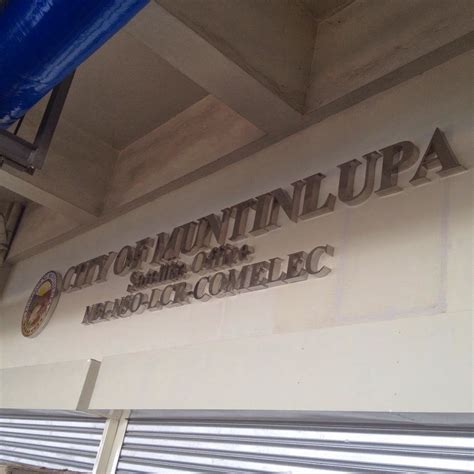 CITY OF MUNTINLUPA
Satellite Office
NBI-NSO-LCR-COMELEC